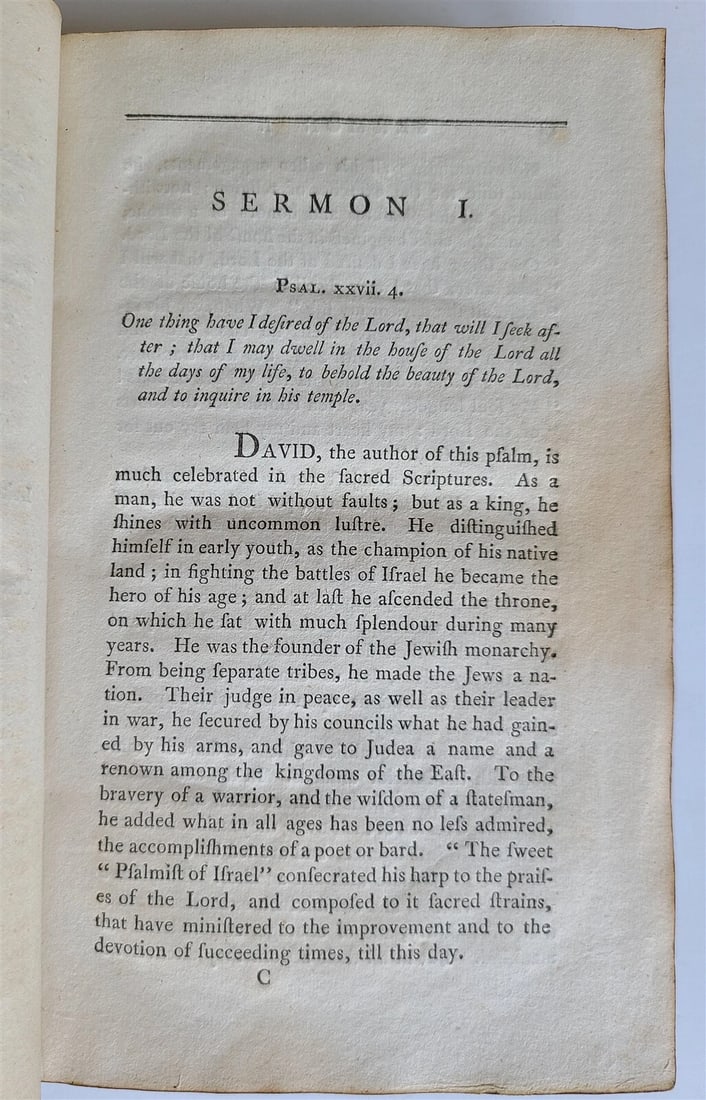 SERMON I.
PSAL. xxvii. 4.
One thing have I deſired of the Lord, that will I ſeek af-
ter ; that I may dwell in the houſe of the Lord all
the days of my life, to behold the beauty of the Lord,
and to inquire in his temple.
DAVID, the author of this pſalm, is
much celebrated in the ſacred Scriptures. As a
man, he was not without faults ; but as a king, he
ſhines with uncommon luſtre. He diſtinguiſhed
himſelf in early youth, as the champion of his native
land ; in fighting the battles of Iſrael he became the
hero of his age ; and at laſt he aſcended the throne,
on which he ſat with much ſplendour during many
years. He was the founder of the Jewiſh monarchy.
From being ſeparate tribes, he made the Jews a na-
tion. Their judge in peace, as well as their leader
in war, he ſecured by his councils what he had gain-
ed by his arms, and gave to Judea a name and a
renown among the kingdoms of the Eaſt. To the
bravery of a warrior, and the wiſdom of a ſtateſman,
he added what in all ages has been no leſs admired,
the accompliſhments of a poet or bard. “ The ſweet
“ Pſalmiſt of Iſrael” conſecrated his harp to the praiſ-
es of the Lord, and compoſed to it ſacred ſtrains,
that have miniſtered to the improvement and to the
devotion of ſucceeding times, till this day.
C